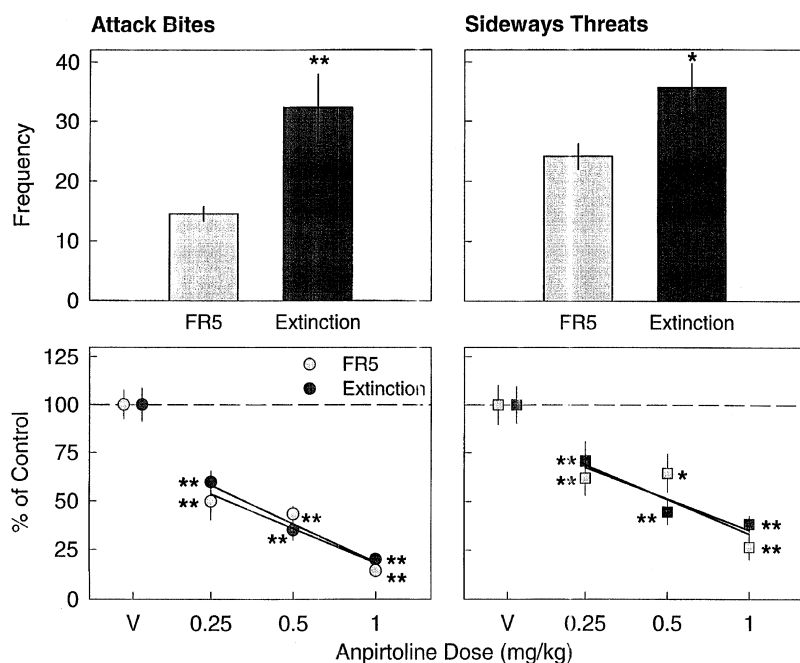 Attack Bites
Sideways Threats
40
30
20
10
0
Frequency
**
*
FR5 Extinction
FR5 Extinction
125
100
75
50
25
0
% of Control
FR5
Extinction
**
**
**
**
**
**
**
**
*
**
**
**
V 0.25 0.5 1
V 0.25 0.5 1
Anpirtoline Dose (mg/kg)